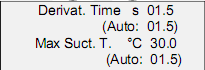 Derivat. Time s 01.5
(Auto: 01.5)
Max Suct. T. °C 30.0
(Auto: 01.5)